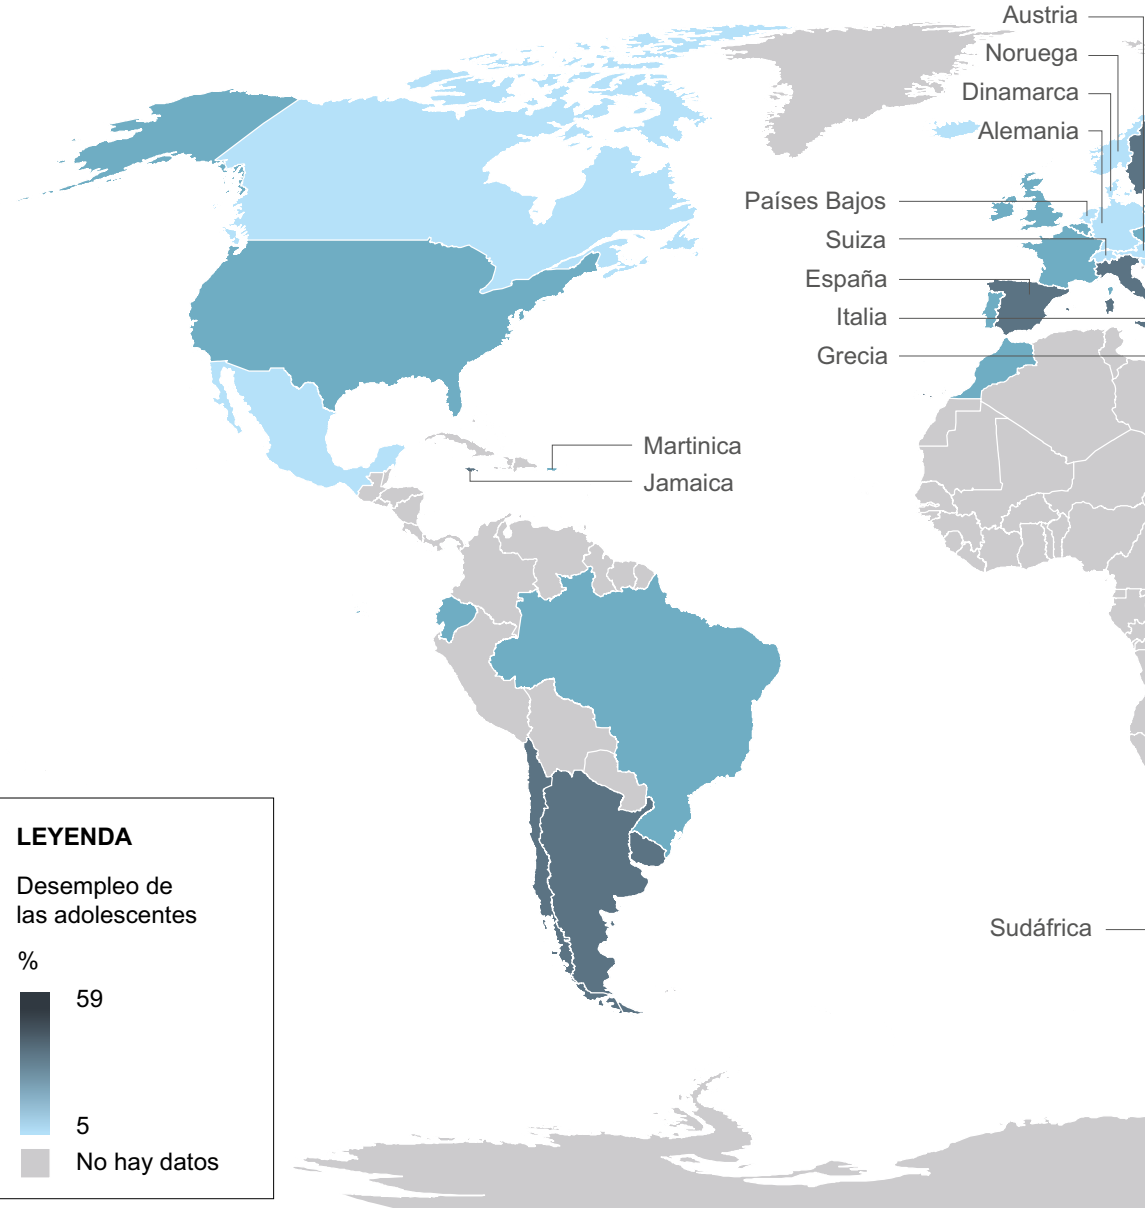 Austria
Noruega
Dinamarca
Alemania
Países Bajos
Suiza
España
Italia
Grecia
Martinica
Jamaica
Sudáfrica
LEYENDA
Desempleo de
las adolescentes
%
59
5
No hay datos